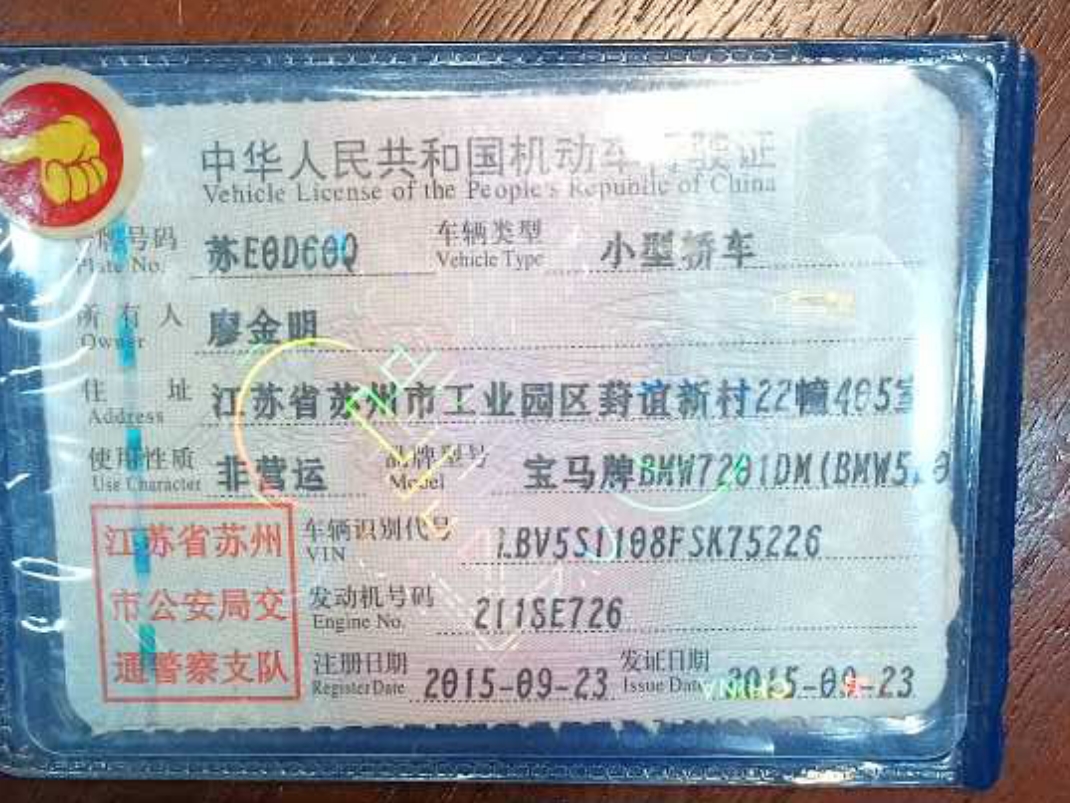 中华人民共和国机动车行驶证
Vehicle License of the People's Republic of China
号码 苏E0D60Q 车辆类型 小型轿车
Plate No. Vehicle Type
所有人 廖金明
Owner
住址 江苏省苏州市工业园区葑谊新村22幢405室
Address
使用性质 非营运 品牌型号 宝马牌BMW7201DM(BMW5
Use Character Model
江苏省苏州 车辆识别代号 LBV5S1108FSK75226
VIN
市公安局交 发动机号码 211SE726
Engine No.
通警察支队 注册日期 2015-09-23 发证日期 2015-09-23
Register Date Issue Date
CHINA